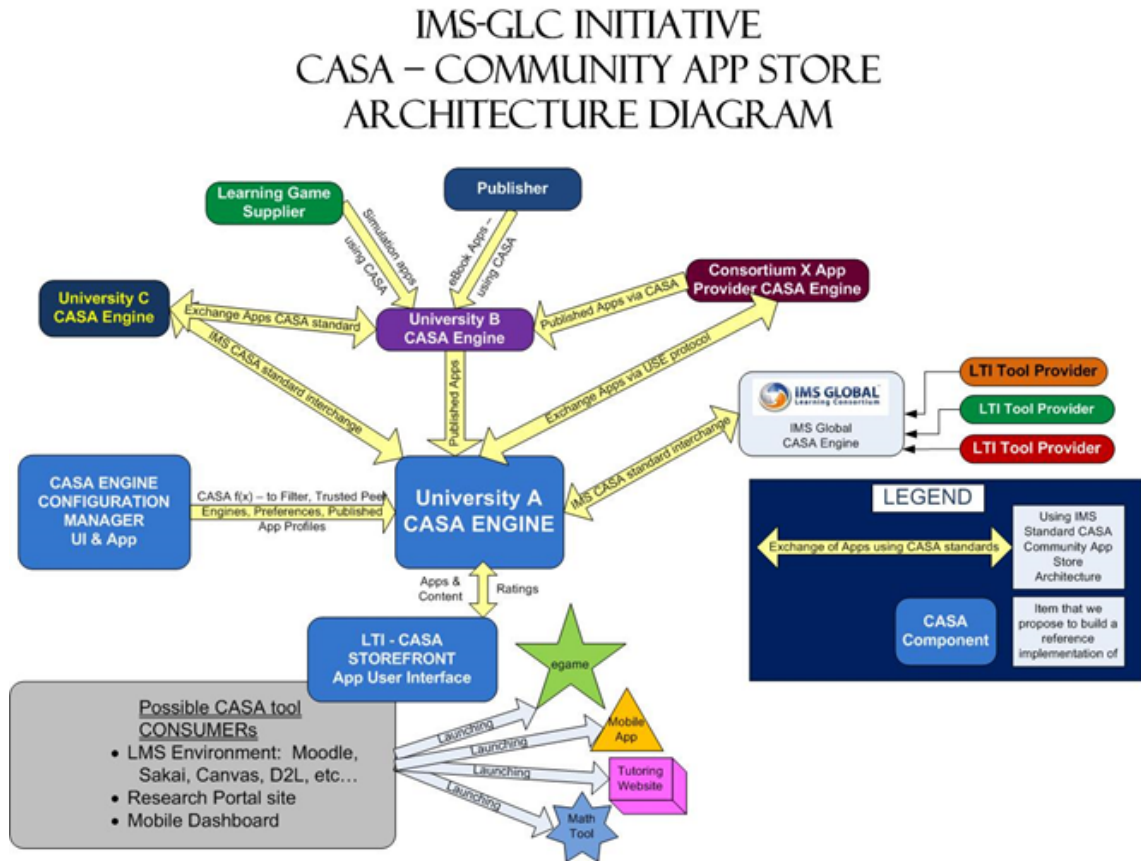 IMS-GLC INITIATIVE
CASA – COMMUNITY APP STORE
ARCHITECTURE DIAGRAM
Learning Game
Supplier
Publisher
Simulation apps
using CASA
eBook Apps –
using CASA
University C
CASA Engine
Exchange Apps CASA standard
University B
CASA Engine
Published Apps via CASA
Consortium X App
Provider CASA Engine
IMS CASA standard interchange
Published Apps
Exchange Apps via USE protocol
IMS GLOBAL™
Learning Consortium
IMS Global
CASA Engine
LTI Tool Provider
LTI Tool Provider
LTI Tool Provider
CASA ENGINE
CONFIGURATION
MANAGER
UI & App
CASA f(x) – to Filter, Trusted Peer
Engines, Preferences, Published
App Profiles
University A
CASA ENGINE
IMS CASA standard interchange
LEGEND
Exchange of Apps using CASA standards
Using IMS
Standard CASA
Community App
Store
Architecture
CASA
Component
Item that we
propose to build a
reference
implementation of
Apps &
Content
Ratings
LTI - CASA
STOREFRONT
App User Interface
Possible CASA tool
CONSUMERs
• LMS Environment: Moodle,
Sakai, Canvas, D2L, etc…
• Research Portal site
• Mobile Dashboard
Launching
Launching
Launching
Launching
egame
Mobile
App
Tutoring
Website
Math
Tool